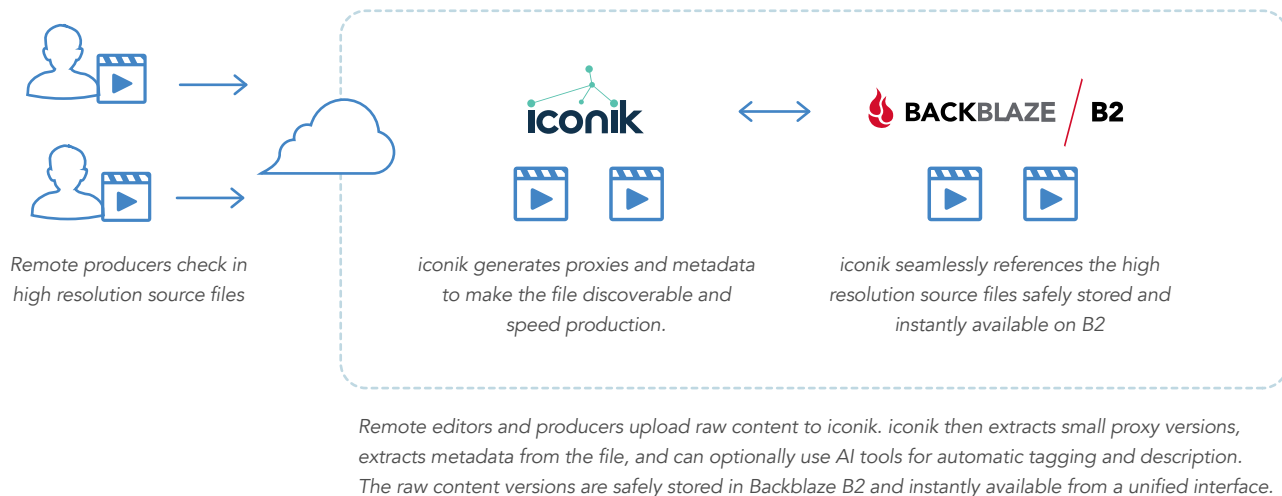 iconik
BACKBLAZE / B2
Remote producers check in
high resolution source files
iconik generates proxies and metadata
to make the file discoverable and
speed production.
iconik seamlessly references the high
resolution source files safely stored and
instantly available on B2
Remote editors and producers upload raw content to iconik. iconik then extracts small proxy versions,
extracts metadata from the file, and can optionally use AI tools for automatic tagging and description.
The raw content versions are safely stored in Backblaze B2 and instantly available from a unified interface.